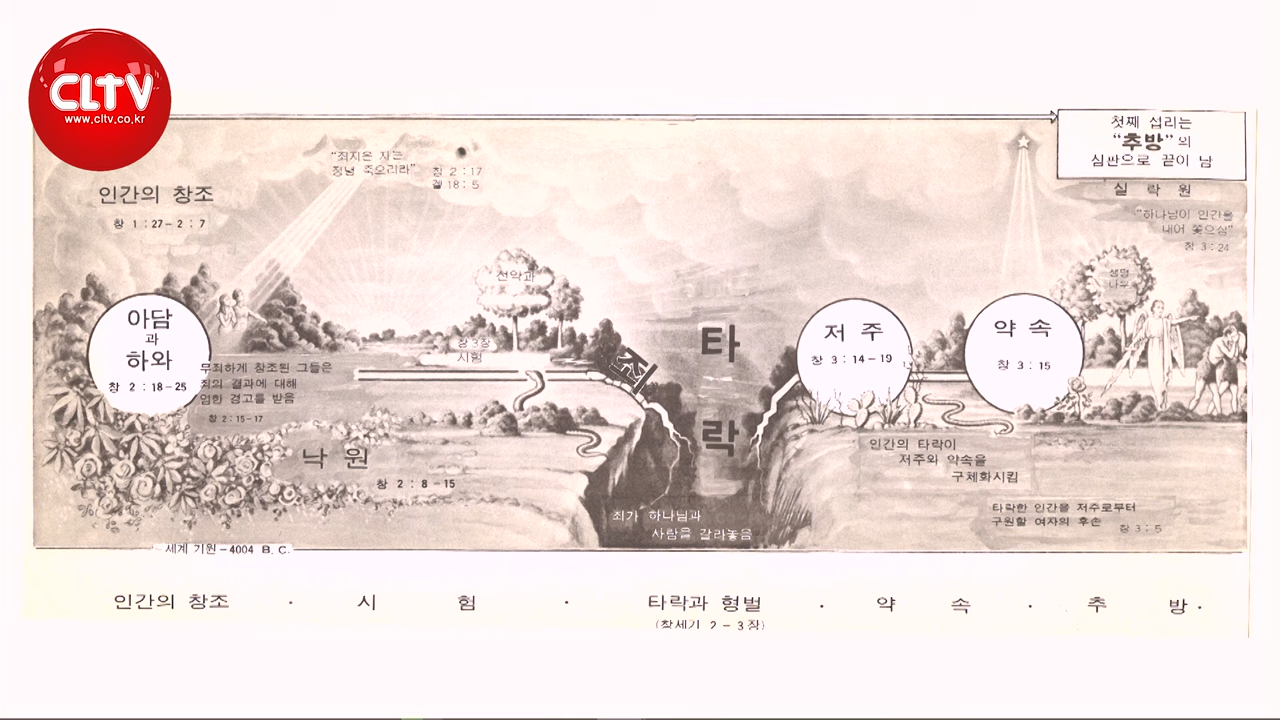 CLTV
www.cltv.co.kr
첫째 십리는
“추방”의
심판으로 끝이 남
실 락 원
“하나님이 인간을
내어 쫓으심”
창 3 : 24
“죄지은 자는
정녕 죽으리라”
창 2 : 17
겔 18 : 5
인간의 창조
창 1 : 27 – 2 : 7
아담
과
하와
창 2 : 18-25
무죄하게 창조된 그들은
죄의 결과에 대해
엄한 경고를 받음
창 2 : 15-17
낙 원
창 2 : 8 - 15
선악과
창 3장
시험
죄
타
락
죄가 하나님과
사람을 갈라놓음
저 주
창 3 : 14 – 19
약 속
창 3 : 15
생명
나무
인간의 타락이
저주와 약속을
구체화시킴
타락한 인간을 저주로부터
구원할 여자의 후손
창 3 : 5
세계 기원 – 4004 B. C.
인간의 창조 · 시 험 · 타락과 형벌 · 약 속 · 추 방 ·
(창세기 2 – 3 장)